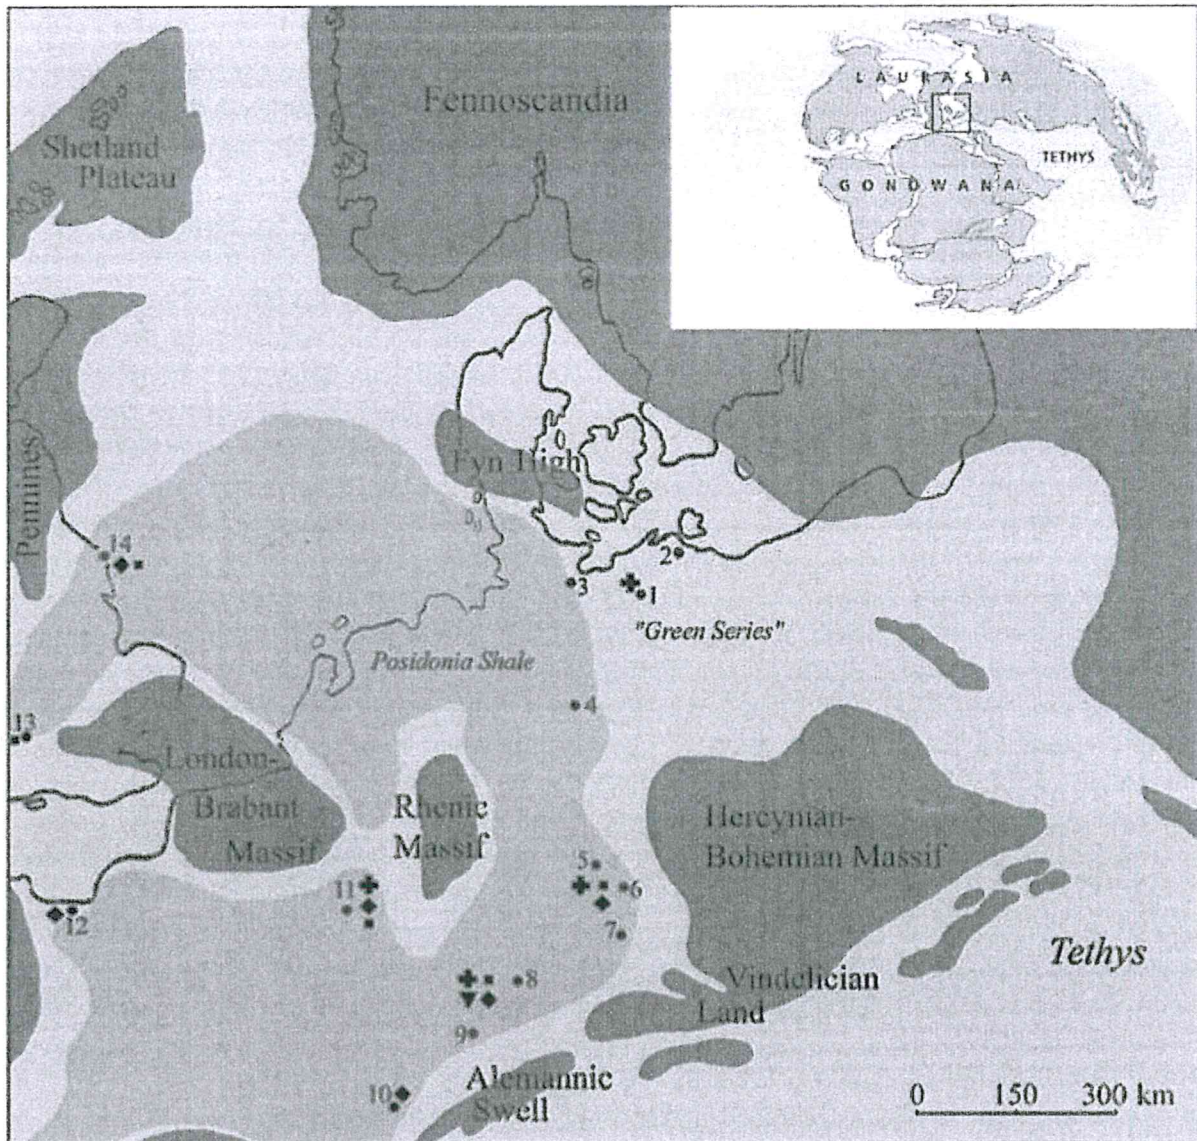 Fennoscandia
LAURASIA
TETHYS
GONDWANA
Shetland
Plateau
Pennines
Fyn High
14
2
3
1
"Green Series"
Posidonia Shale
4
13
London-
Brabant
Massif
Rhenic
Massif
Hercynian-
Bohemian Massif
5
6
11
12
7
Tethys
8
Vindelician
Land
9
10
Alemannic
Swell
0 150 300 km